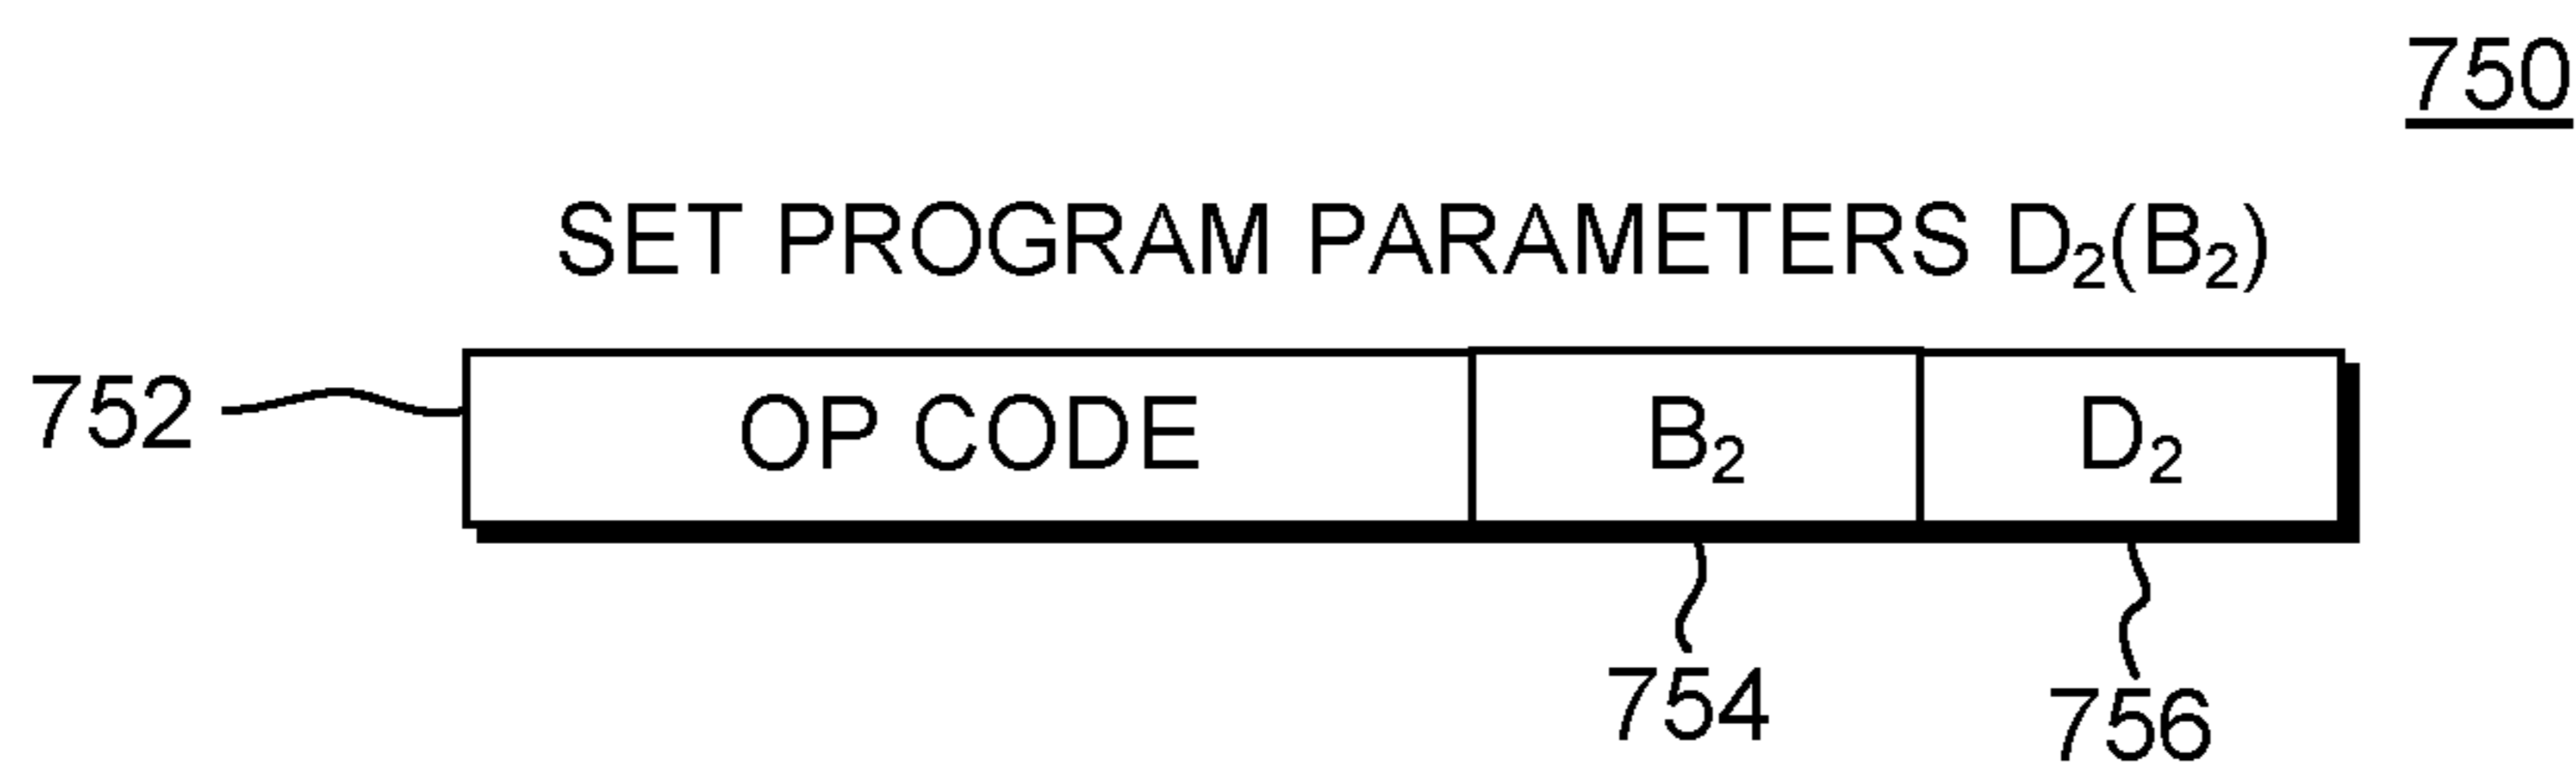 750
SET PROGRAM PARAMETERS D₂(B₂)
752 OP CODE B₂ D₂
754
756